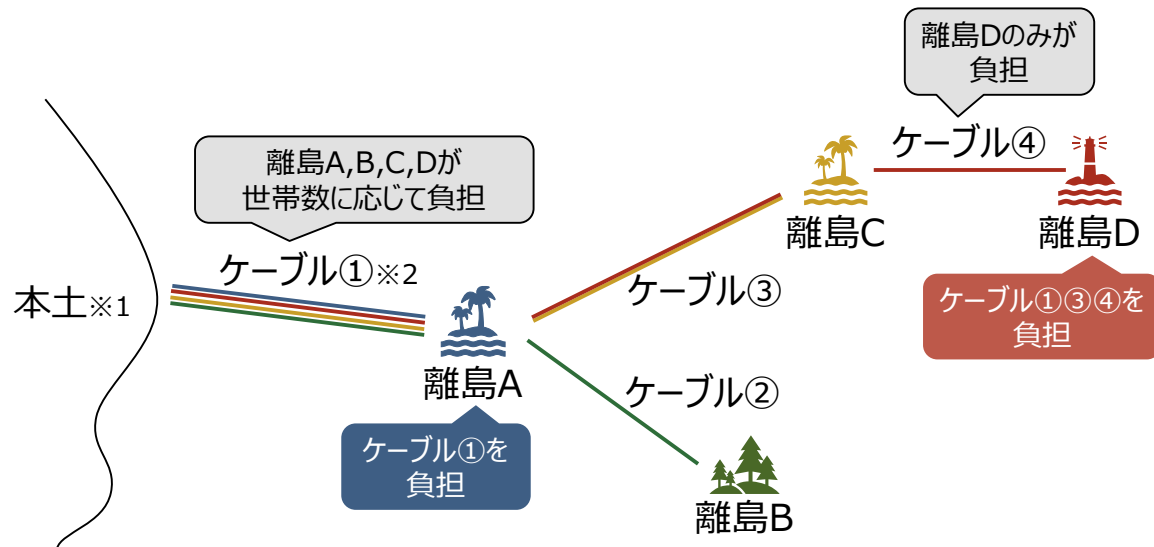 離島Dのみが
負担
ケーブル④
離島A,B,C,Dが
世帯数に応じて負担
離島C
離島D
ケーブル①※2
ケーブル③
本土※1
ケーブル①③④を
負担
離島A
ケーブル②
ケーブル①を
負担
離島B